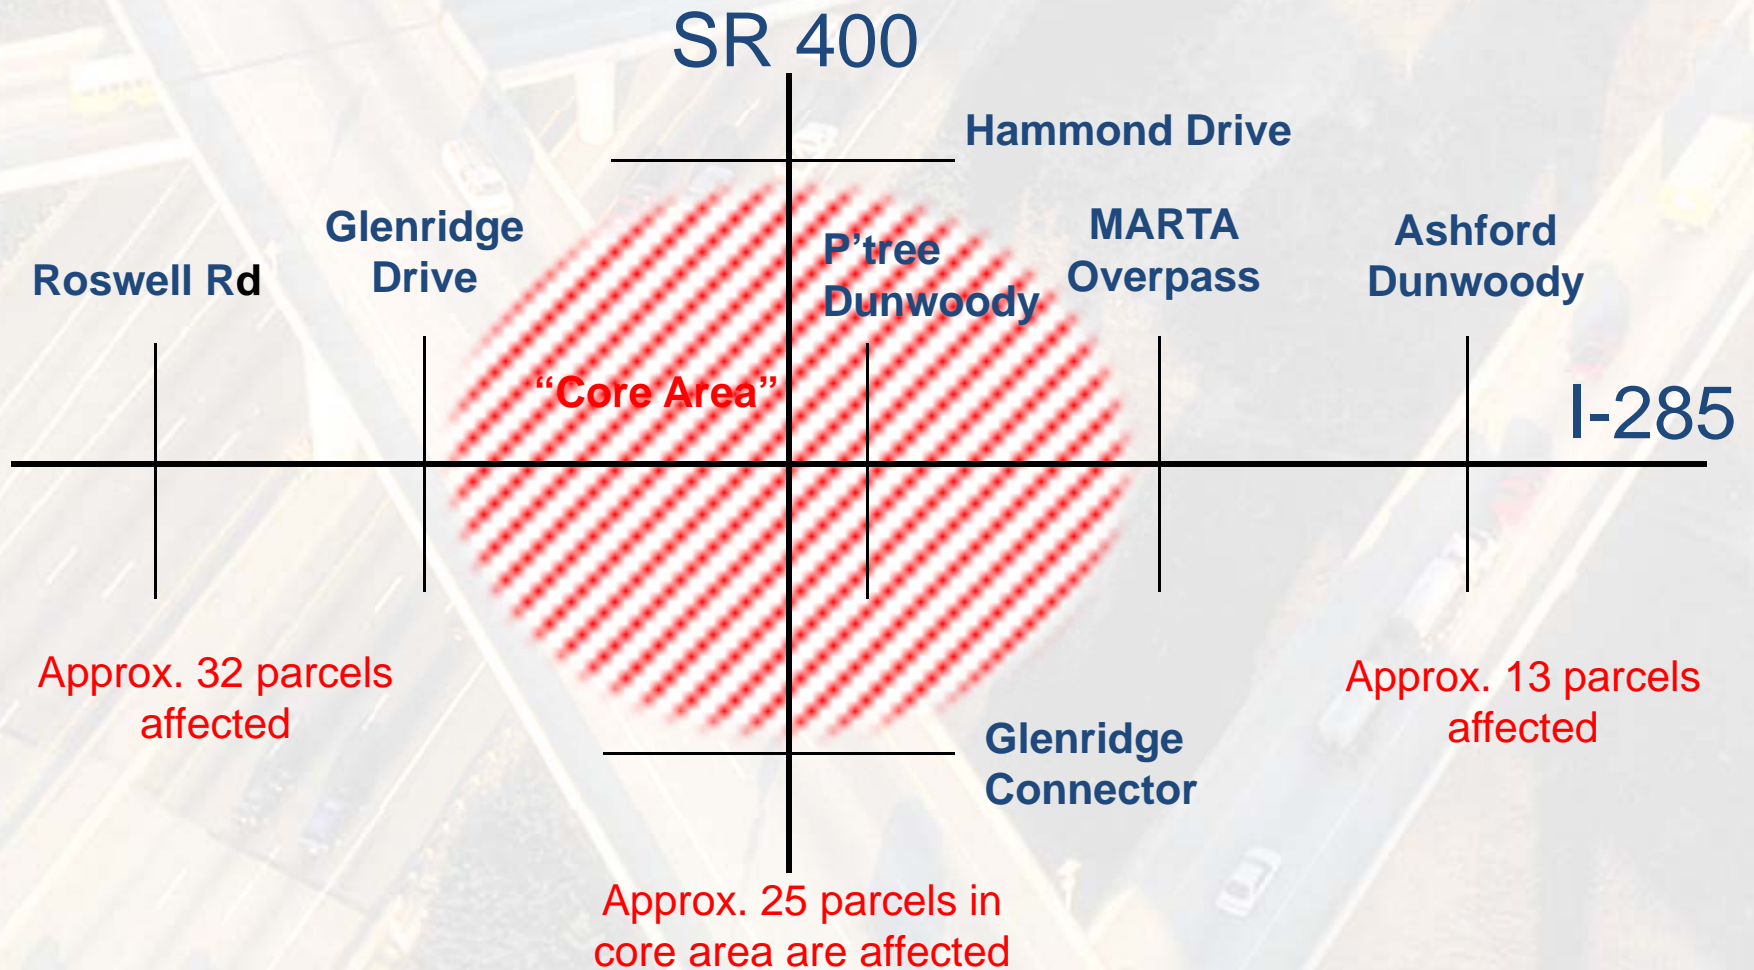 SR 400
Hammond Drive
Roswell Rd
Glenridge
Drive
P’tree
Dunwoody
MARTA
Overpass
Ashford
Dunwoody
“Core Area”
I-285
Approx. 32 parcels
affected
Glenridge
Connector
Approx. 13 parcels
affected
Approx. 25 parcels in
core area are affected